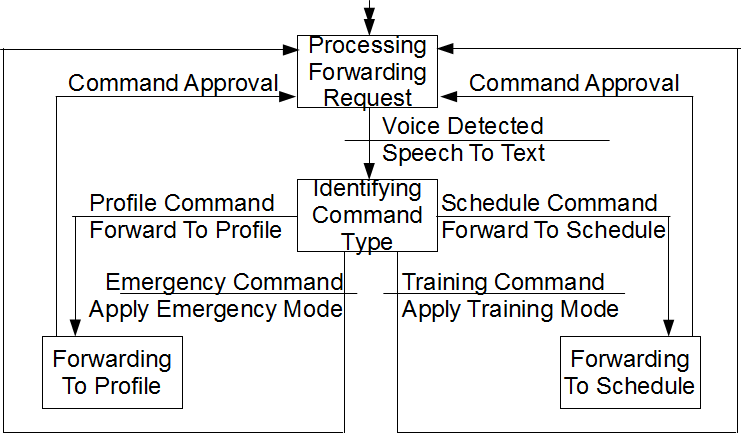 Processing
Forwarding
Request
Command Approval
Command Approval
Voice Detected
Speech To Text
Identifying
Command
Type
Profile Command
Forward To Profile
Schedule Command
Forward To Schedule
Emergency Command
Apply Emergency Mode
Training Command
Apply Training Mode
Forwarding
To Profile
Forwarding
To Schedule